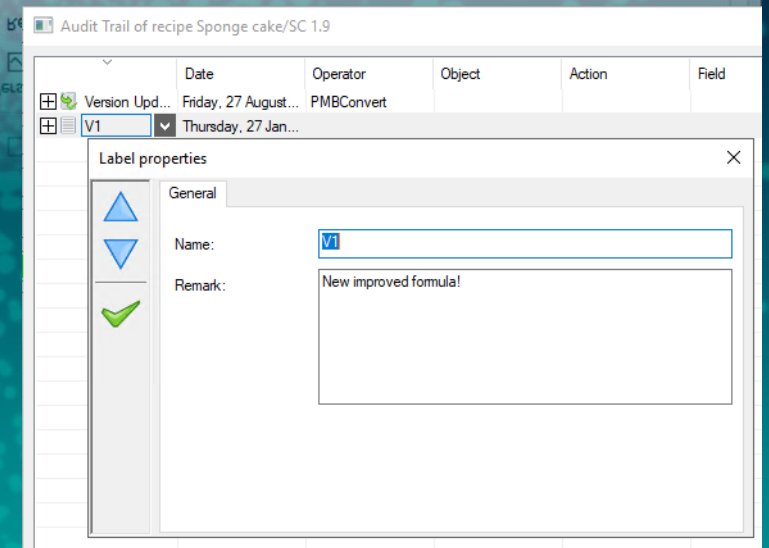 Audit Trail of recipe Sponge cake/SC 1.9
Date Operator Object Action Field
Version Upd... Friday, 27 August... PMBConvert
V1 Thursday, 27 Jan...
Label properties
General
Name: V1
Remark: New improved formula!